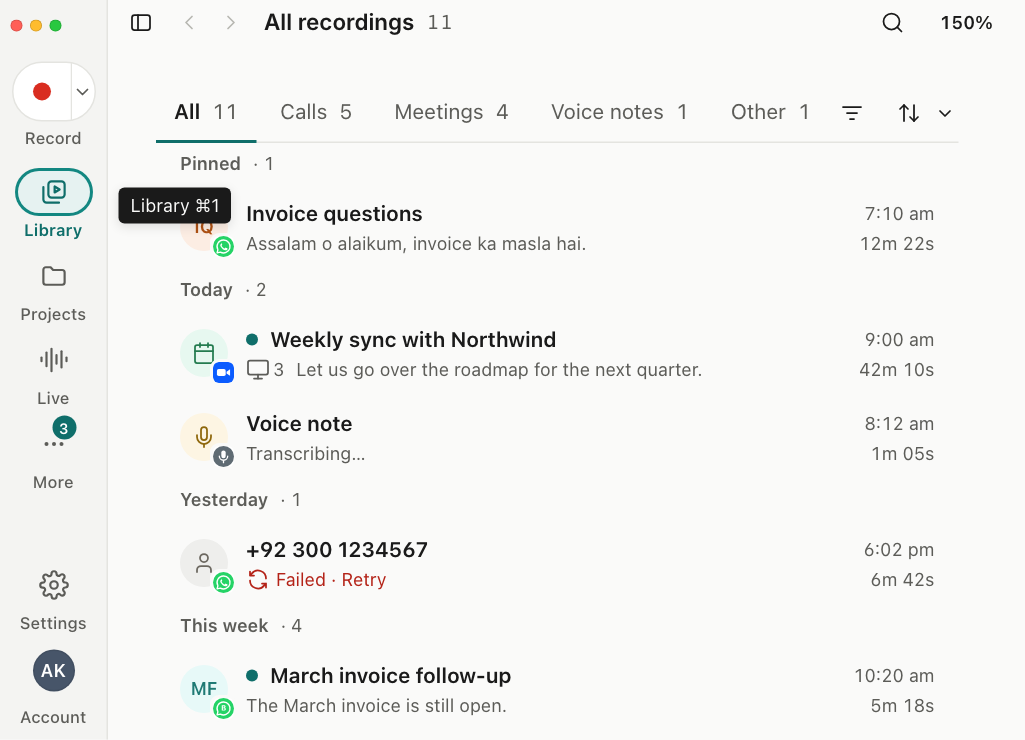 All recordings 11
150%
Record
All 11 Calls 5 Meetings 4 Voice notes 1 Other 1
Pinned · 1
Library
Library ⌘1
IQ
Invoice questions 7:10 am
Assalam o alaikum, invoice ka masla hai. 12m 22s
Projects
Today · 2
Weekly sync with Northwind 9:00 am
3 Let us go over the roadmap for the next quarter. 42m 10s
Live
3
More
Voice note 8:12 am
Transcribing... 1m 05s
Yesterday · 1
+92 300 1234567 6:02 pm
Failed · Retry 6m 42s
Settings
This week · 4
AK
Account
MF
March invoice follow-up 10:20 am
The March invoice is still open. 5m 18s